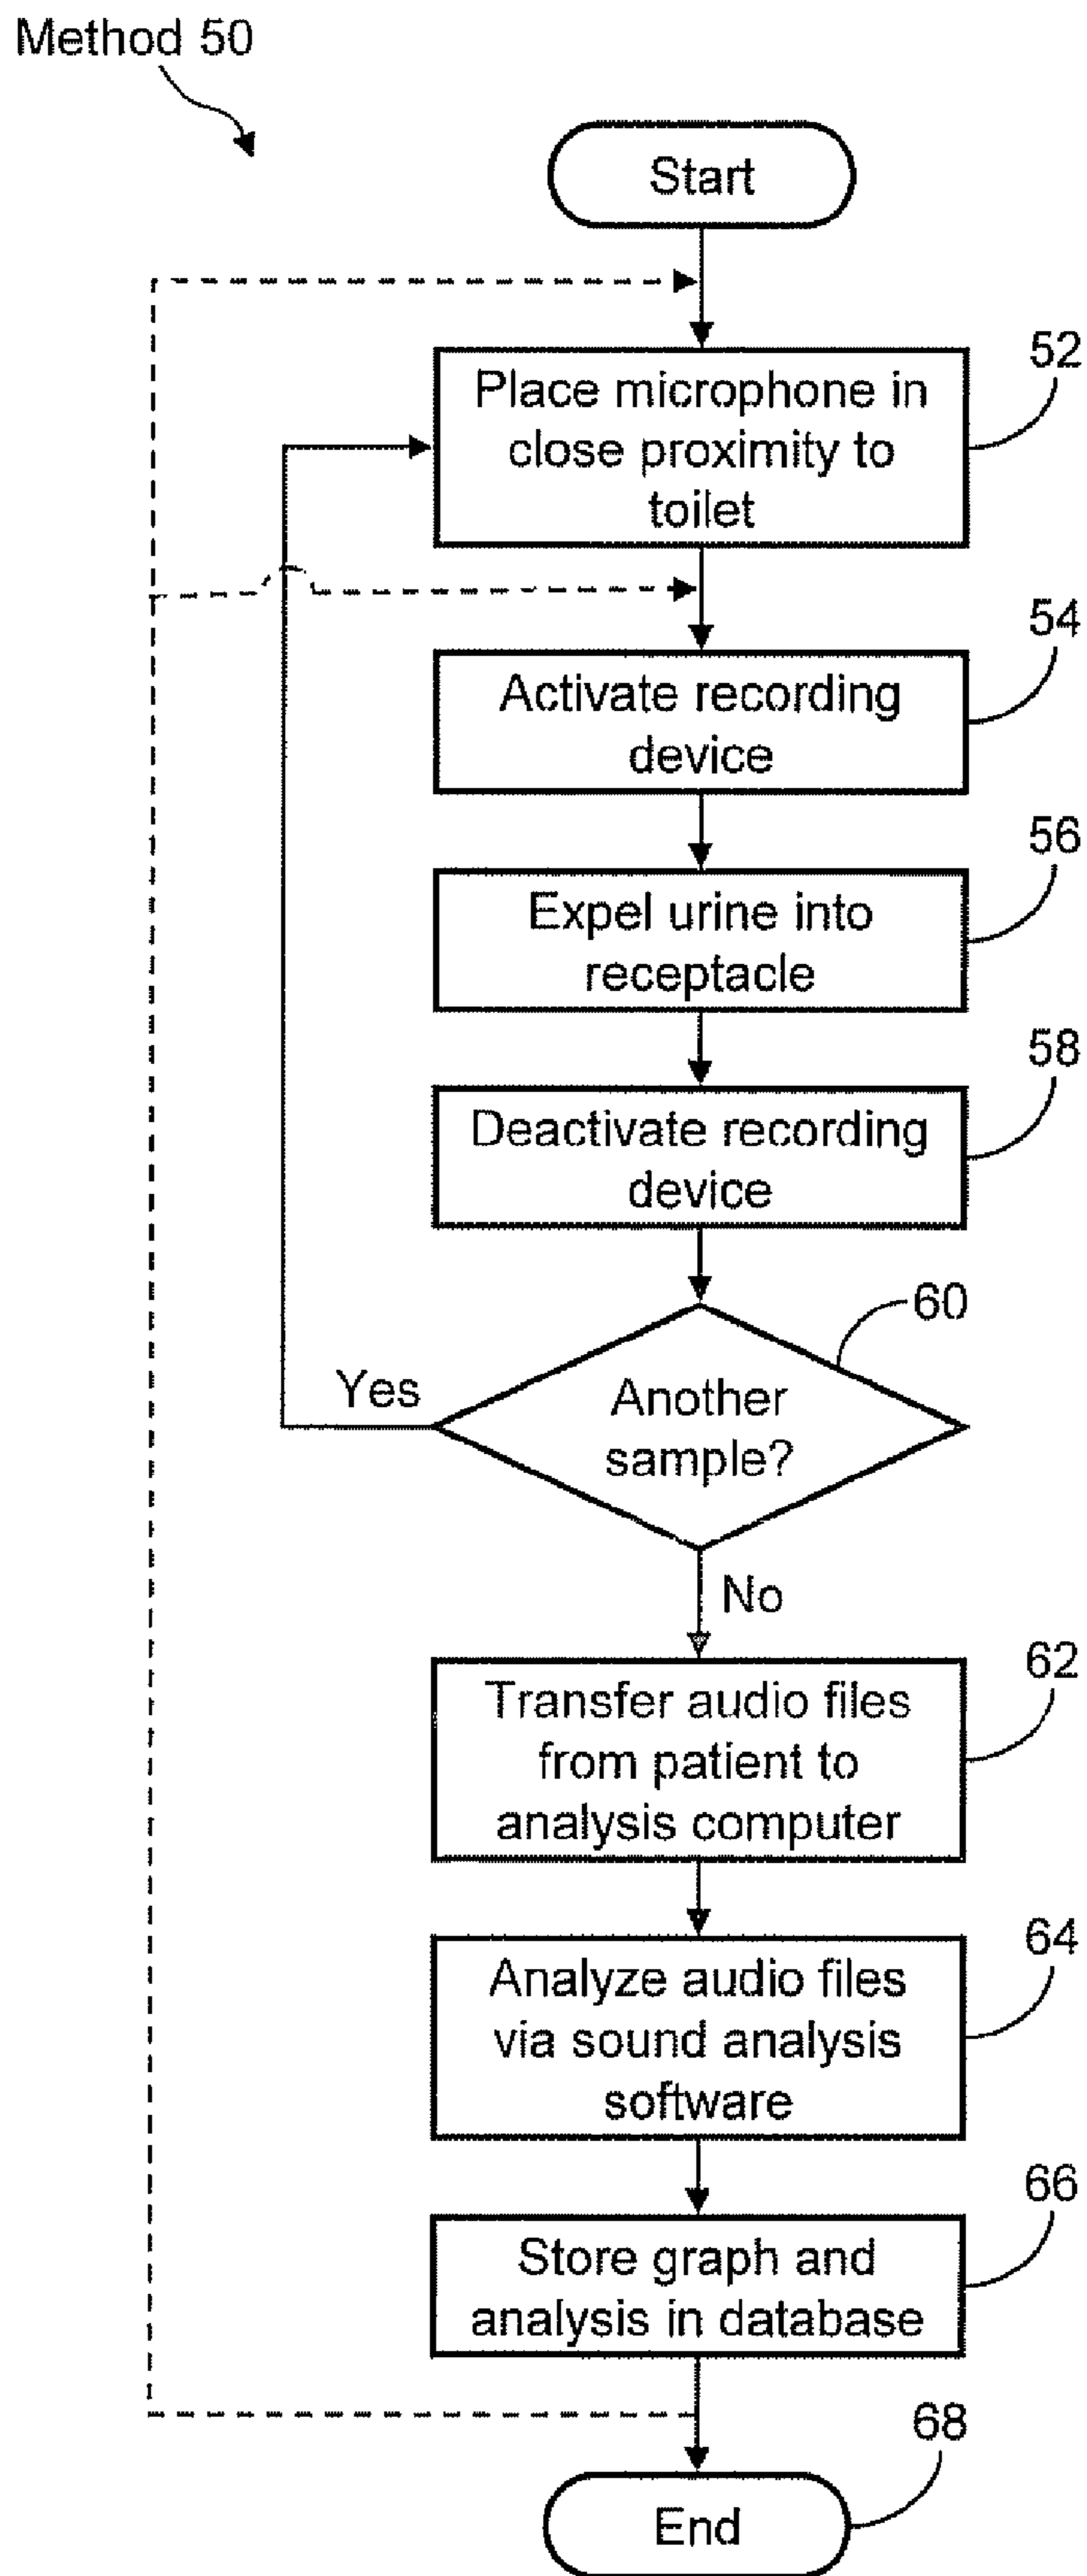 Method 50
Start
Place microphone in
close proximity to
toilet
52
Activate recording
device
54
Expel urine into
receptacle
56
Deactivate recording
device
58
Another
sample?
60
Yes
No
Transfer audio files
from patient to
analysis computer
62
Analyze audio files
via sound analysis
software
64
Store graph and
analysis in database
66
End
68